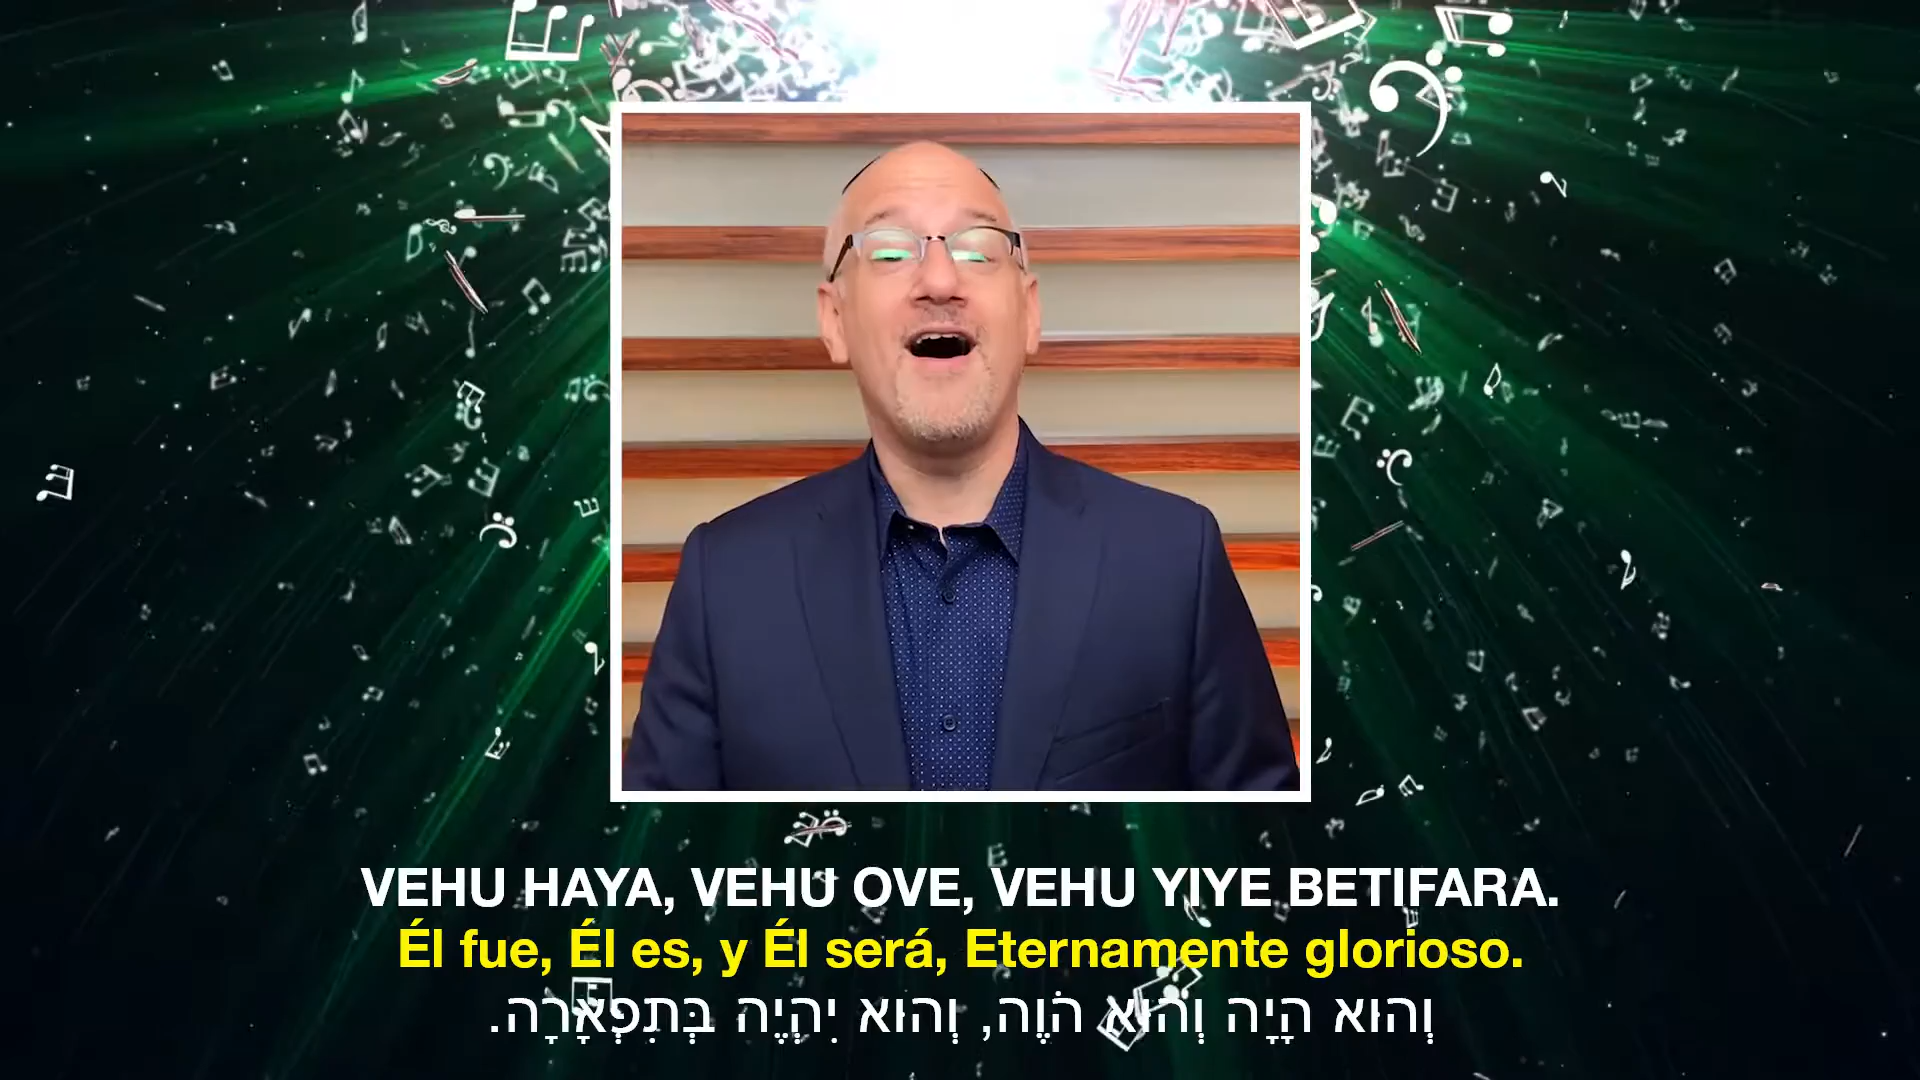 VEHU HAYA, VEHU OVE, VEHU YIYE BETIFARA.
Él fue, Él es, y Él será, Eternamente glorioso.
וְהוּא הָיָה וְהוּא הֹוֶה, וְהוּא יִהְיֶה בְּתִפְאָרָה.